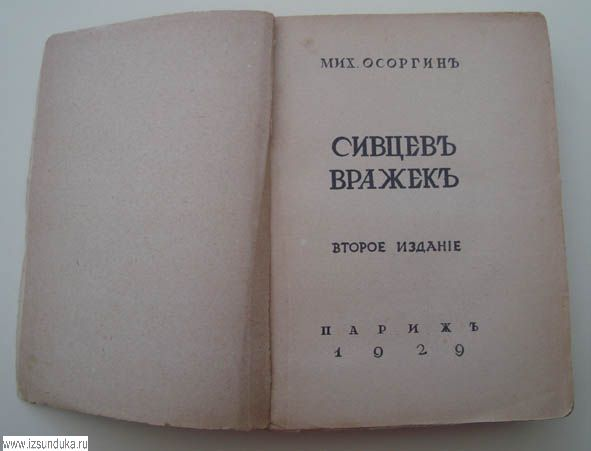 МИХ. ОСОРГИНЪ
СИВЦЕВЪ
ВРАЖЕКЪ
ВТОРОЕ ИЗДАНІЕ
ПАРИЖЪ
1929
www.izsunduka.ru